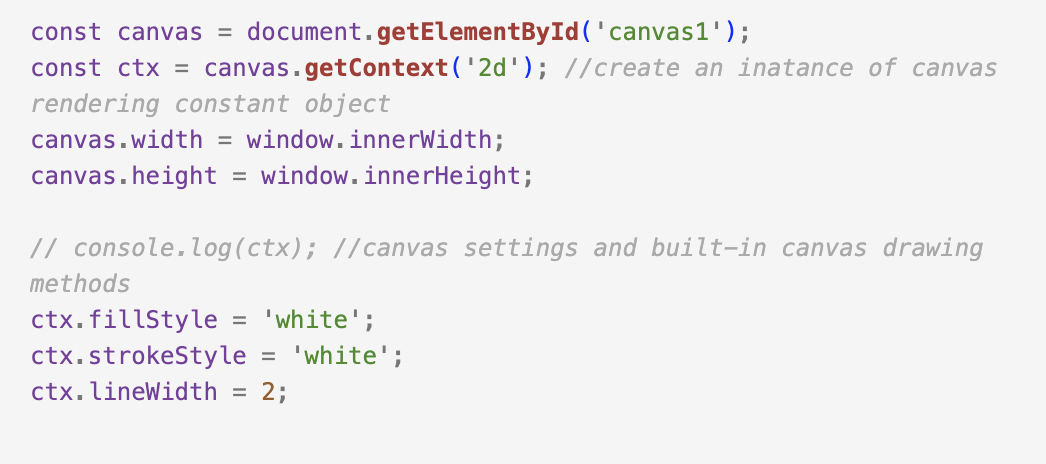 const canvas = document.getElementById('canvas1');
const ctx = canvas.getContext('2d'); //create an inatance of canvas
rendering constant object
canvas.width = window.innerWidth;
canvas.height = window.innerHeight;

// console.log(ctx); //canvas settings and built-in canvas drawing
methods
ctx.fillStyle = 'white';
ctx.strokeStyle = 'white';
ctx.lineWidth = 2;